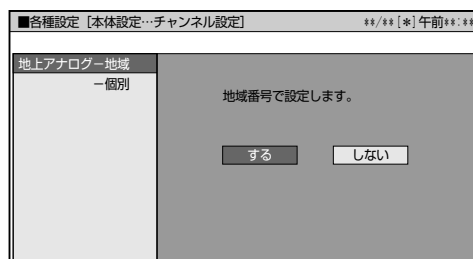 ■各種設定［本体設定…チャンネル設定］ **/**[*]午前**:**
地上アナログー地域
ー個別
地域番号で設定します。
する しない